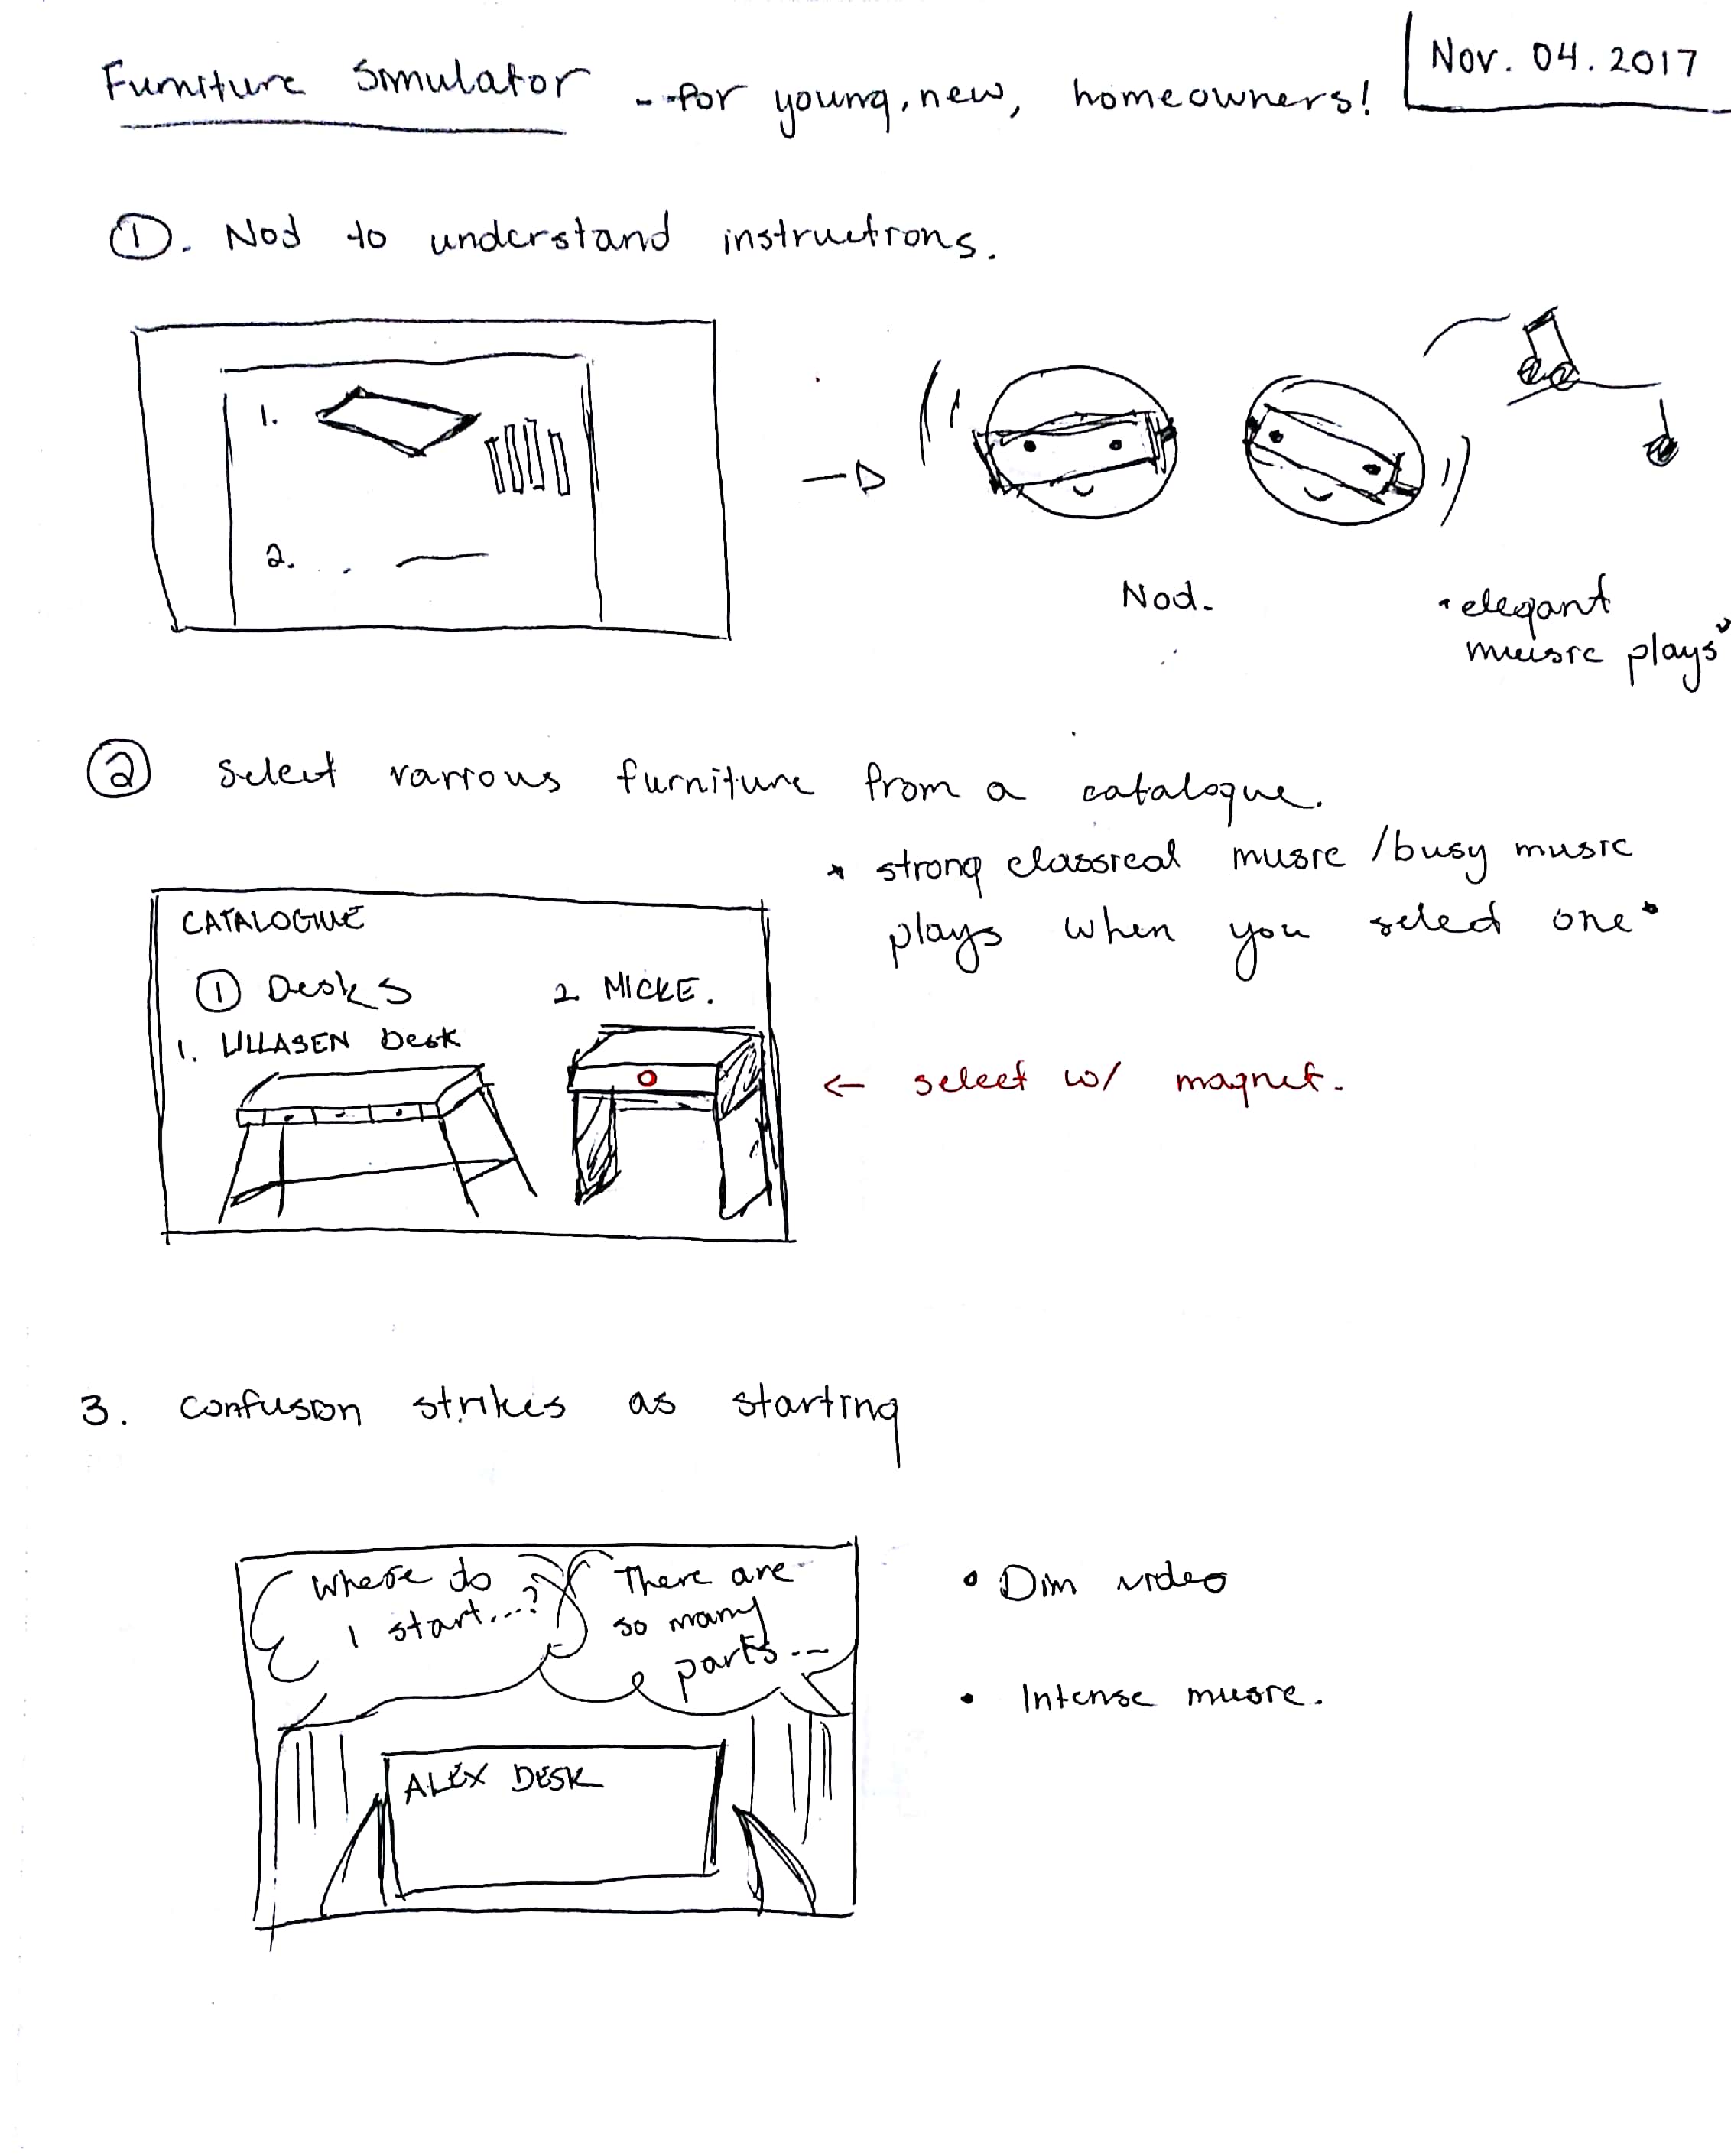 Furniture Simulator -- for young, new, homeowners!
Nov. 04. 2017
1. Nod to understand instructions.
1.
2. . . —
Nod.
*elegant
music plays*
2 Select various furniture from a catalogue.
* strong classical music / busy music
plays when you select one*
CATALOGUE
1 Desks
2 MICKE.
1. LILLASEN Desk
← select w/ magnet.
3. confusion strikes as starting
Where do
I start...?
There are
so many
parts...
• Dim video
• Intense music.
ALEX DESK